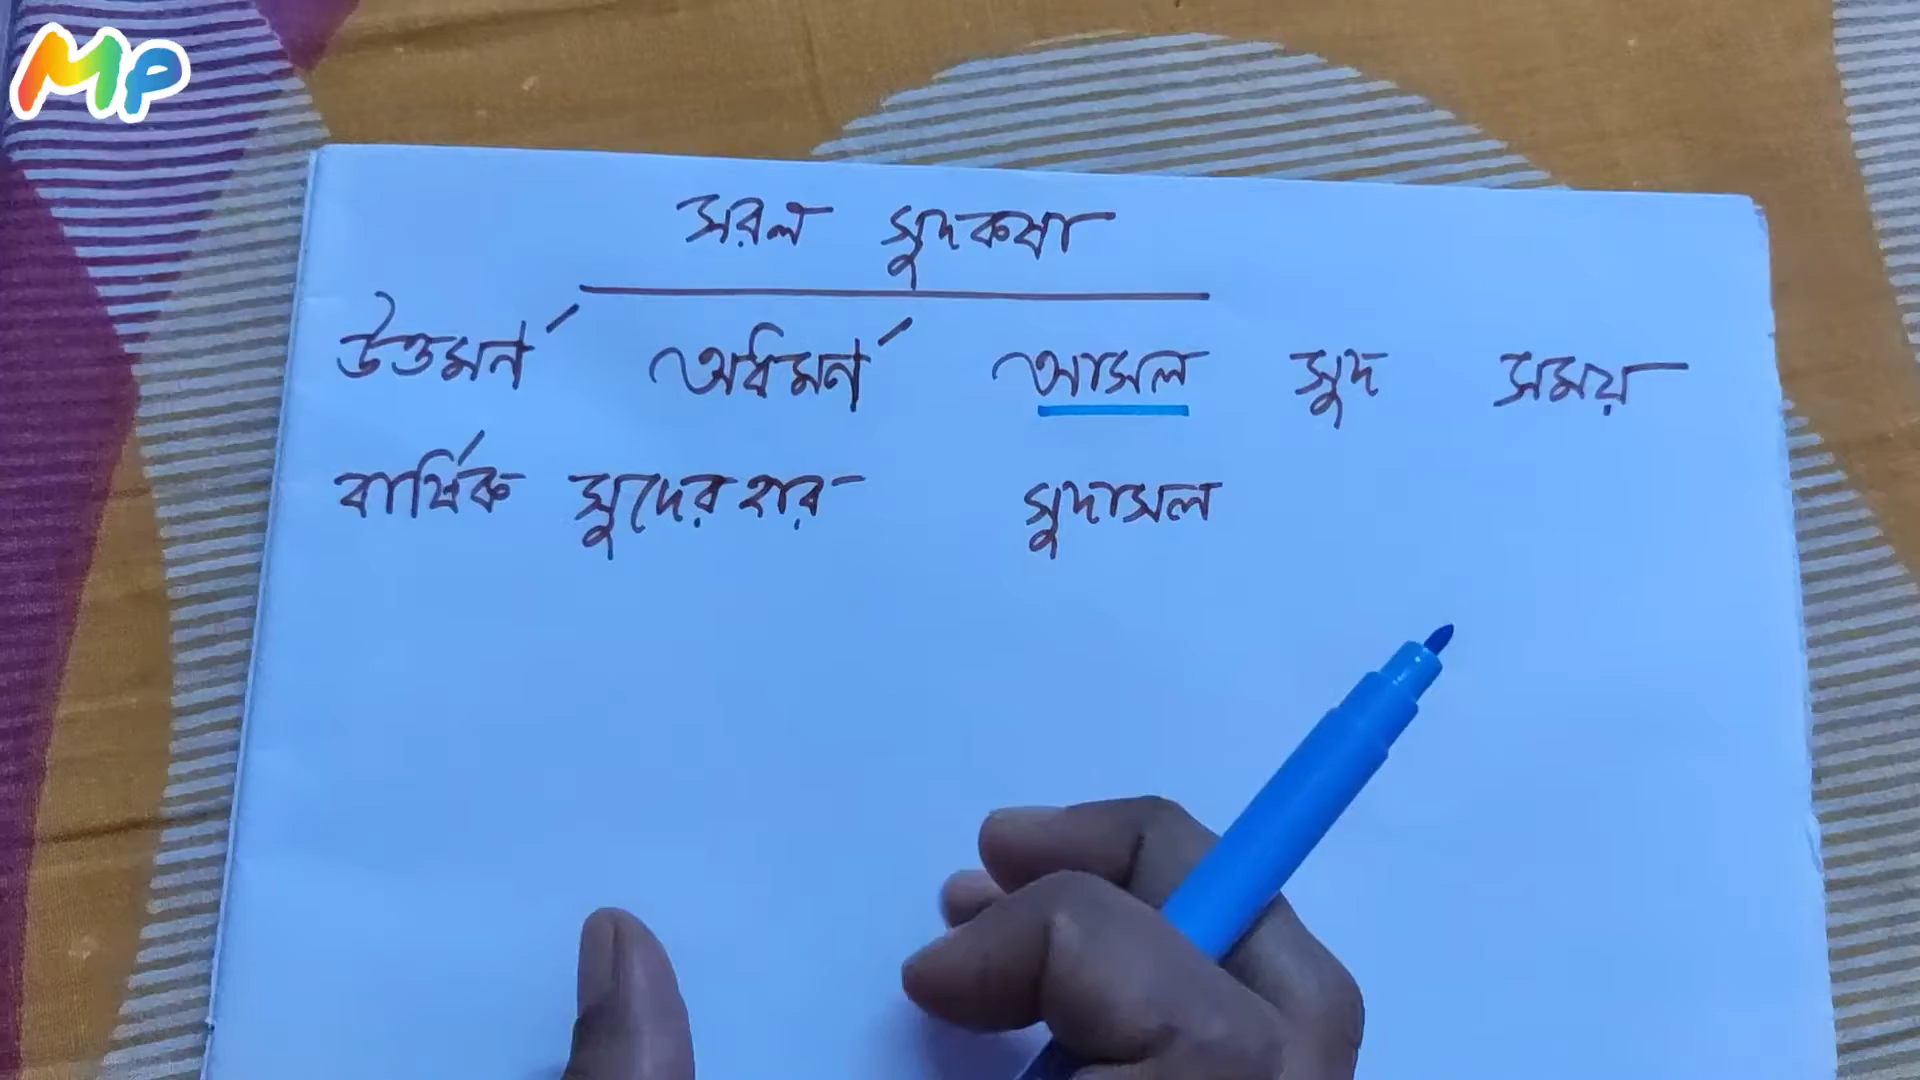 MP
সরল সুদকষা
উত্তমর্ণ অধমর্ণ আসল সুদ সময়
বার্ষিক সুদের হার সুদাসল